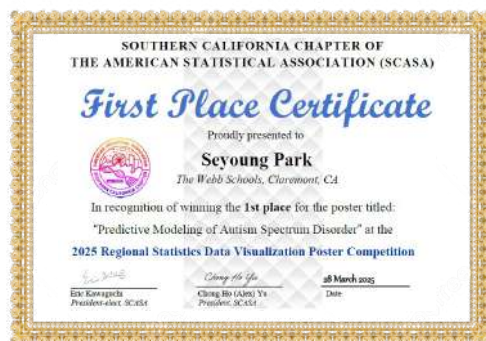 SOUTHERN CALIFORNIA CHAPTER OF
THE AMERICAN STATISTICAL ASSOCIATION (SCASA)
First Place Certificate
Proudly presented to
Seyoung Park
The Webb Schools, Claremont, CA
In recognition of winning the 1st place for the poster titled:
"Predictive Modeling of Autism Spectrum Disorder" at the
2025 Regional Statistics Data Visualization Poster Competition
Chong Ho Yu
28 March 2025
Eric Kawaguchi
President-elect, SCASA
Chong Ho (Alex) Yu
President, SCASA
Date